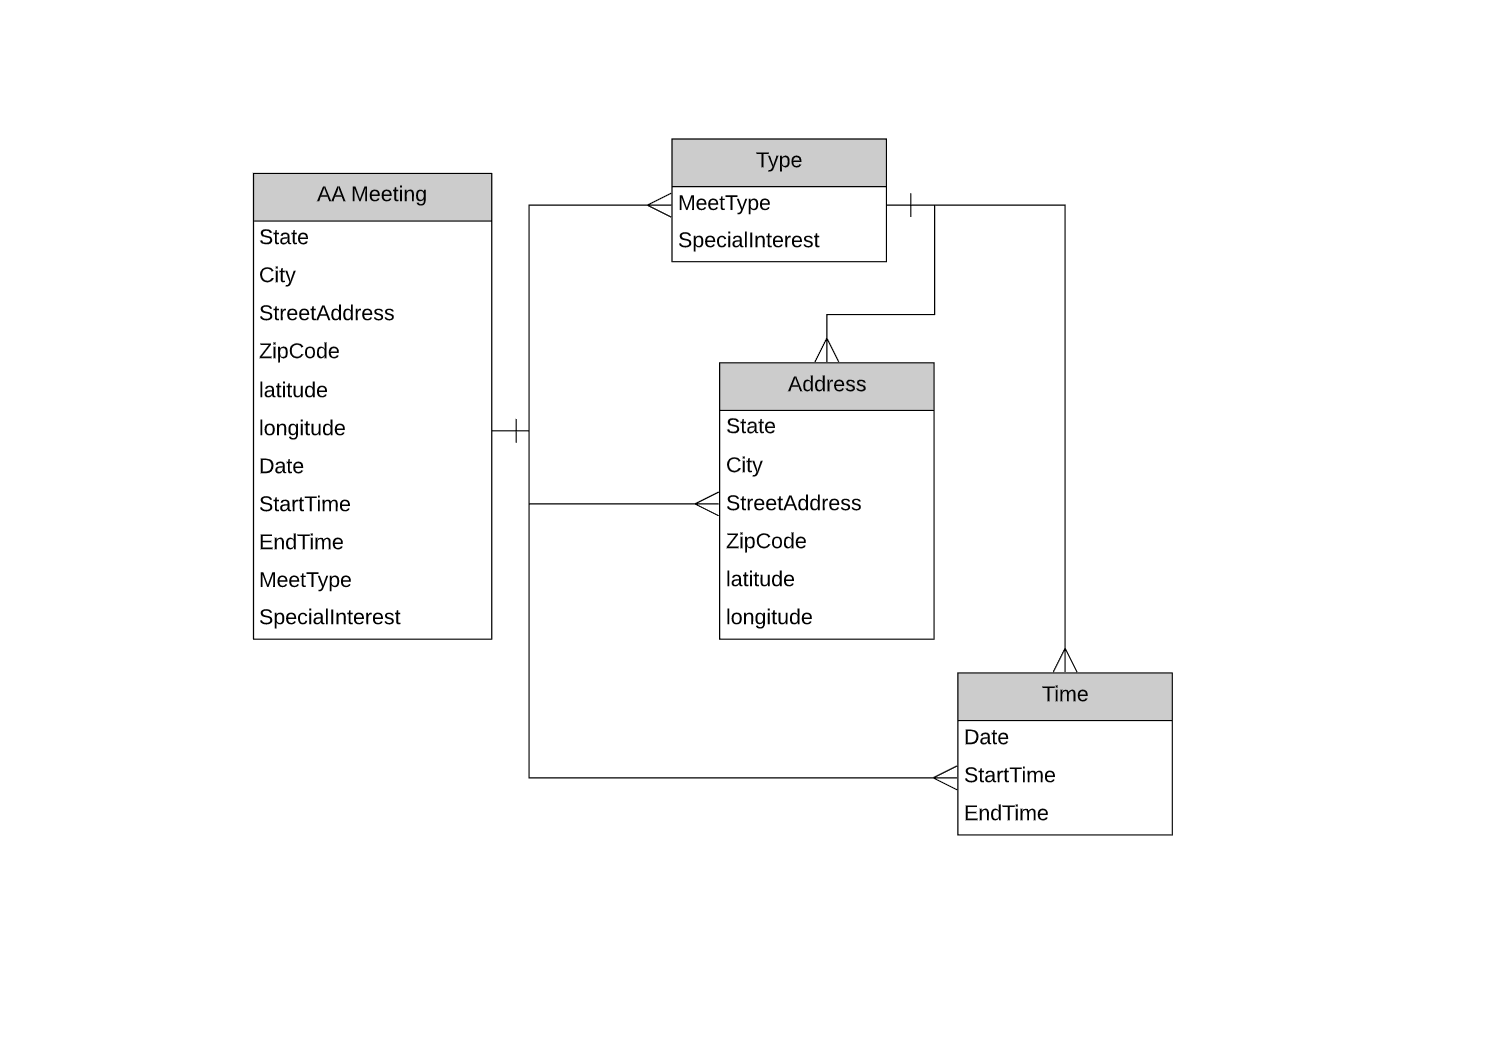 AA Meeting
State
City
StreetAddress
ZipCode
latitude
longitude
Date
StartTime
EndTime
MeetType
SpecialInterest
Type
MeetType
SpecialInterest
Address
State
City
StreetAddress
ZipCode
latitude
longitude
Time
Date
StartTime
EndTime